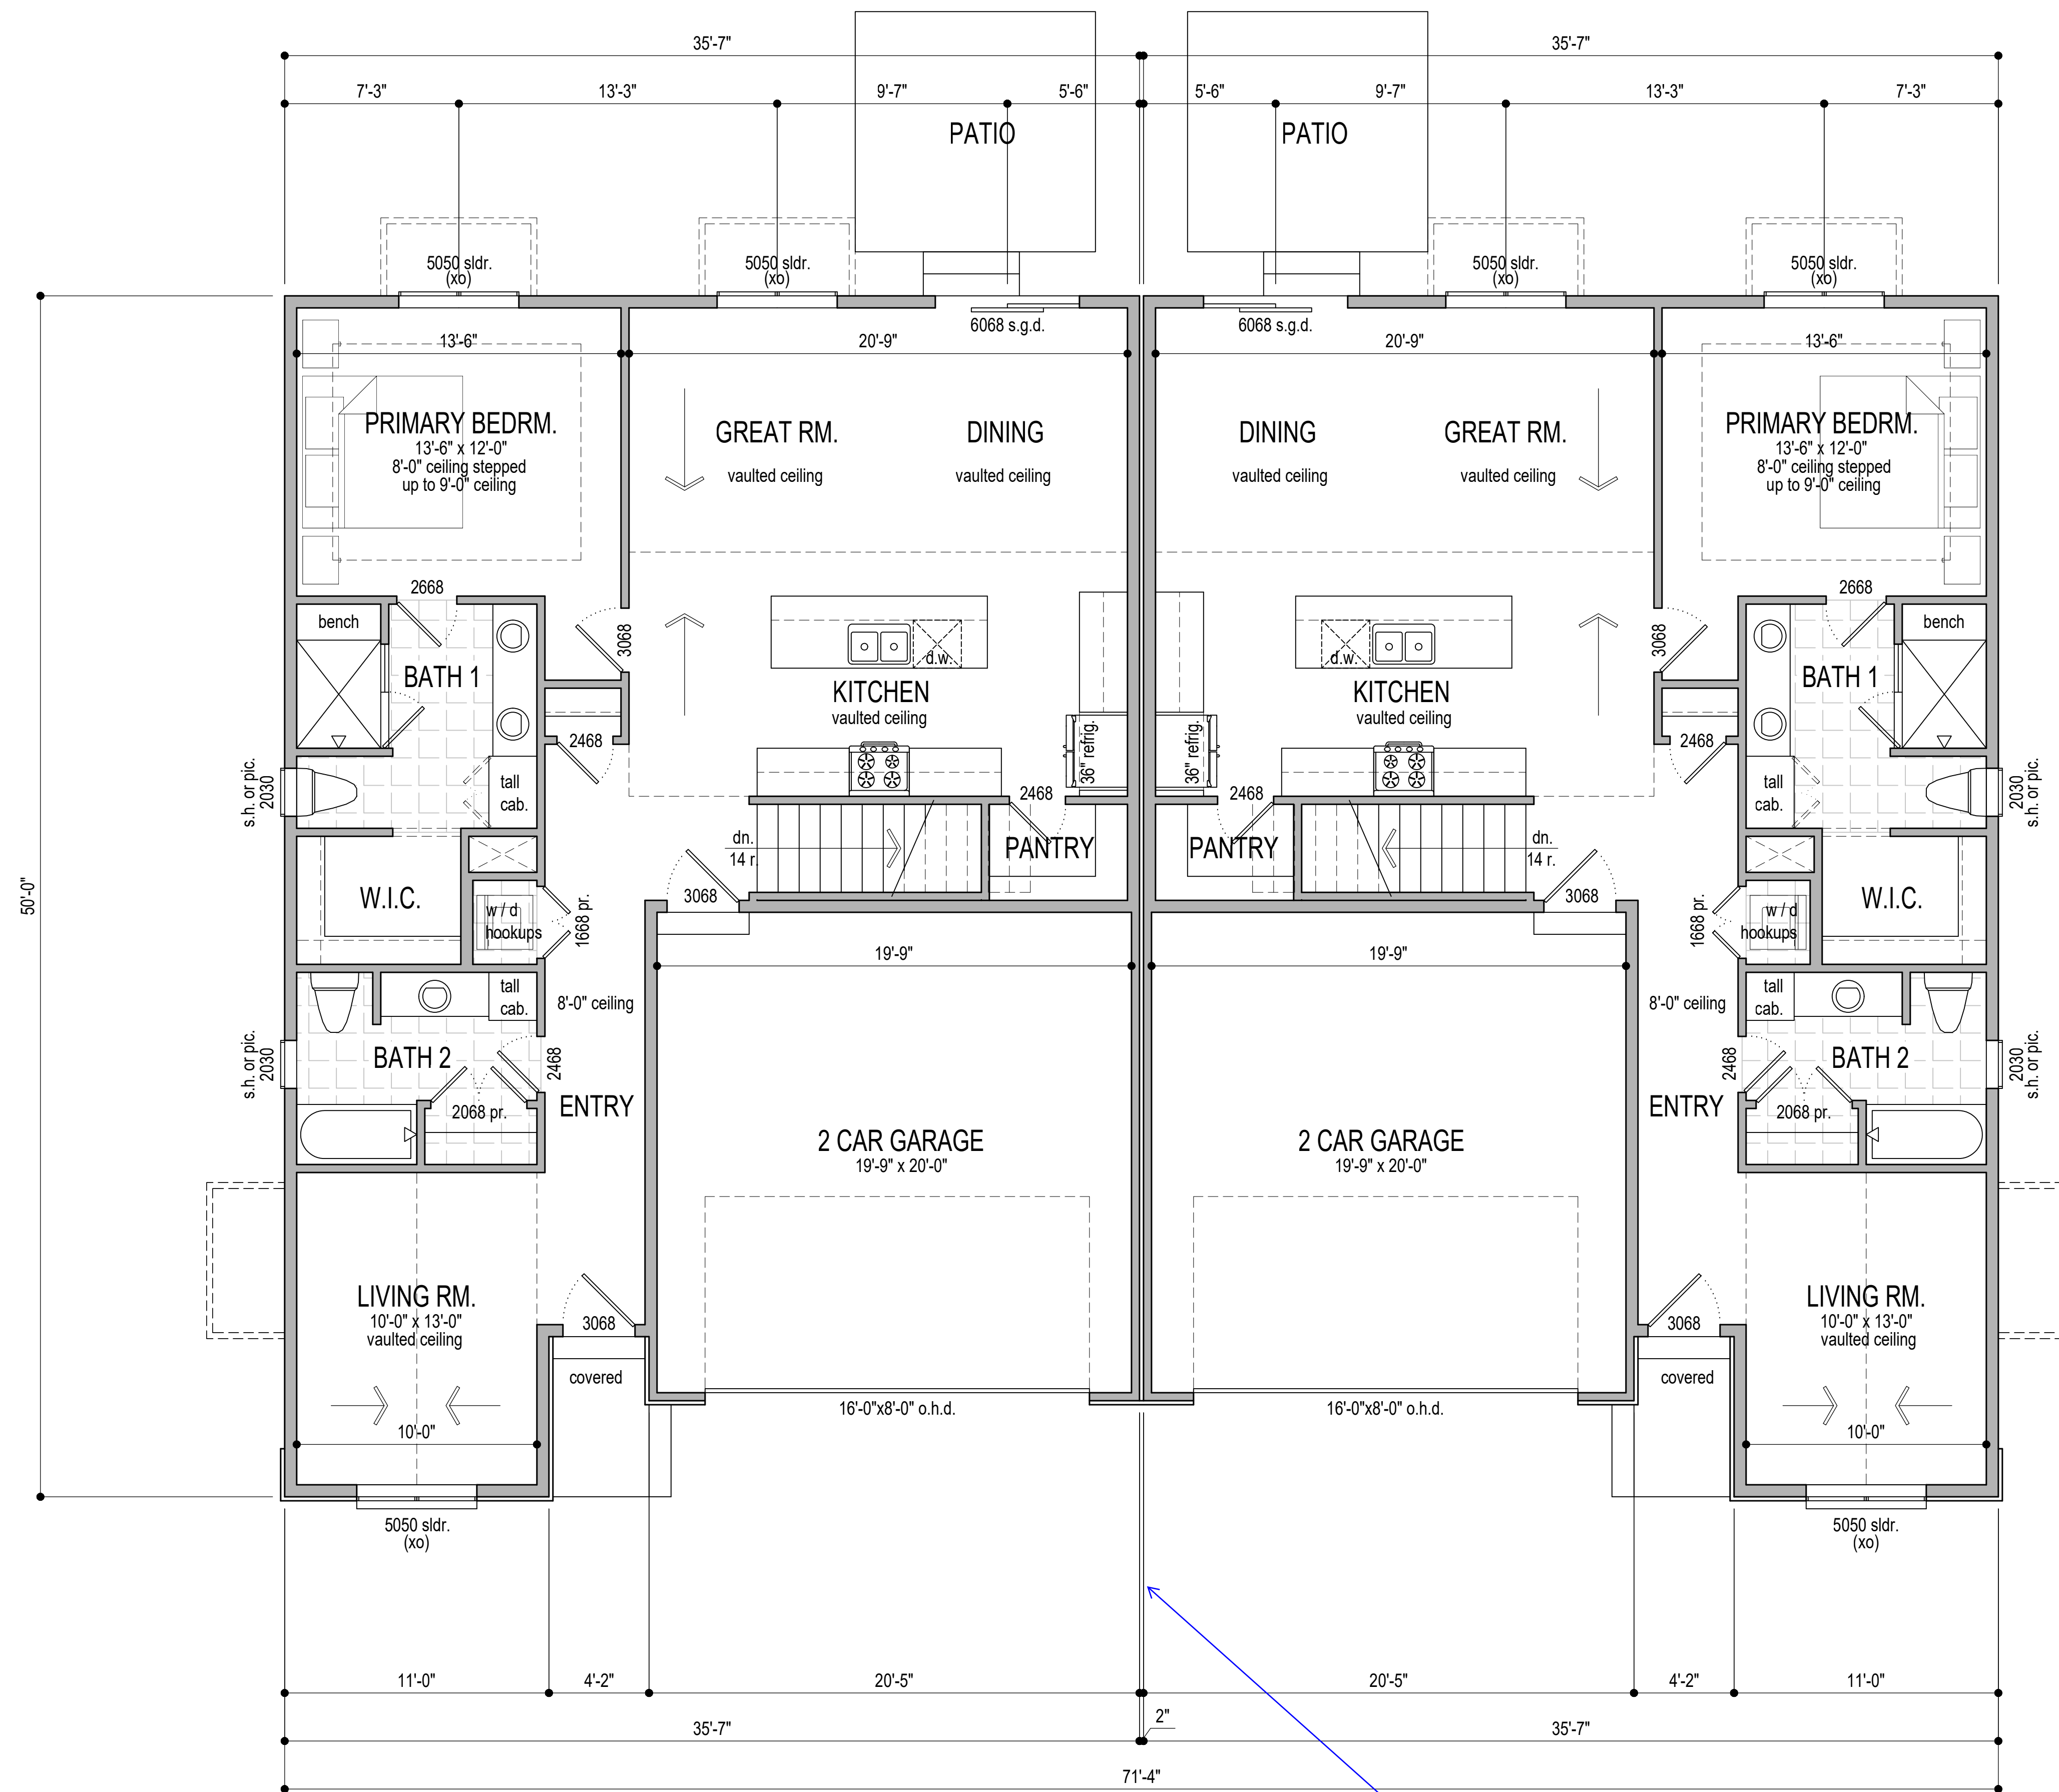 35'-7"
35'-7"
7'-3"
13'-3"
9'-7"
5'-6"
5'-6"
9'-7"
13'-3"
7'-3"
PATIO
PATIO
5050 sldr.
(xo)
5050 sldr.
(xo)
5050 sldr.
(xo)
5050 sldr.
(xo)
6068 s.g.d.
6068 s.g.d.
13'-6"
20'-9"
20'-9"
13'-6"
PRIMARY BEDRM.
13'-6" x 12'-0"
8'-0" ceiling stepped
up to 9'-0" ceiling
GREAT RM.
vaulted ceiling
DINING
vaulted ceiling
DINING
vaulted ceiling
GREAT RM.
vaulted ceiling
PRIMARY BEDRM.
13'-6" x 12'-0"
8'-0" ceiling stepped
up to 9'-0" ceiling
2668
2668
bench
3068
d.w.
d.w.
3068
bench
BATH 1
KITCHEN
vaulted ceiling
KITCHEN
vaulted ceiling
BATH 1
2468
36" refrig.
36" refrig.
2468
s.h. or pic.
2030
tall
cab.
2468
2468
tall
cab.
2030
s.h. or pic.
dn.
14 r.
PANTRY
PANTRY
dn.
14 r.
50'-0"
W.I.C.
w / d
hookups
1668 pr.
3068
3068
1668 pr.
w / d
hookups
W.I.C.
19'-9"
19'-9"
tall
cab.
8'-0" ceiling
8'-0" ceiling
tall
cab.
s.h. or pic.
2030
BATH 2
2468
2468
BATH 2
2030
s.h. or pic.
2068 pr.
ENTRY
ENTRY
2068 pr.
2 CAR GARAGE
19'-9" x 20'-0"
2 CAR GARAGE
19'-9" x 20'-0"
LIVING RM.
10'-0" x 13'-0"
vaulted ceiling
3068
3068
LIVING RM.
10'-0" x 13'-0"
vaulted ceiling
covered
covered
16'-0"x8'-0" o.h.d.
16'-0"x8'-0" o.h.d.
10'-0"
10'-0"
5050 sldr.
(xo)
5050 sldr.
(xo)
11'-0"
4'-2"
20'-5"
20'-5"
4'-2"
11'-0"
35'-7"
2"
35'-7"
71'-4"